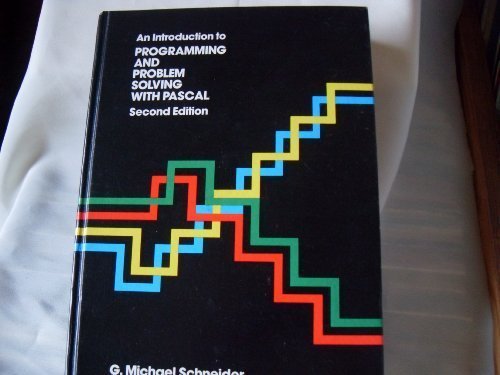 An Introduction to
PROGRAMMING
AND
PROBLEM
SOLVING
WITH PASCAL
Second Edition
G. Michael Schneider